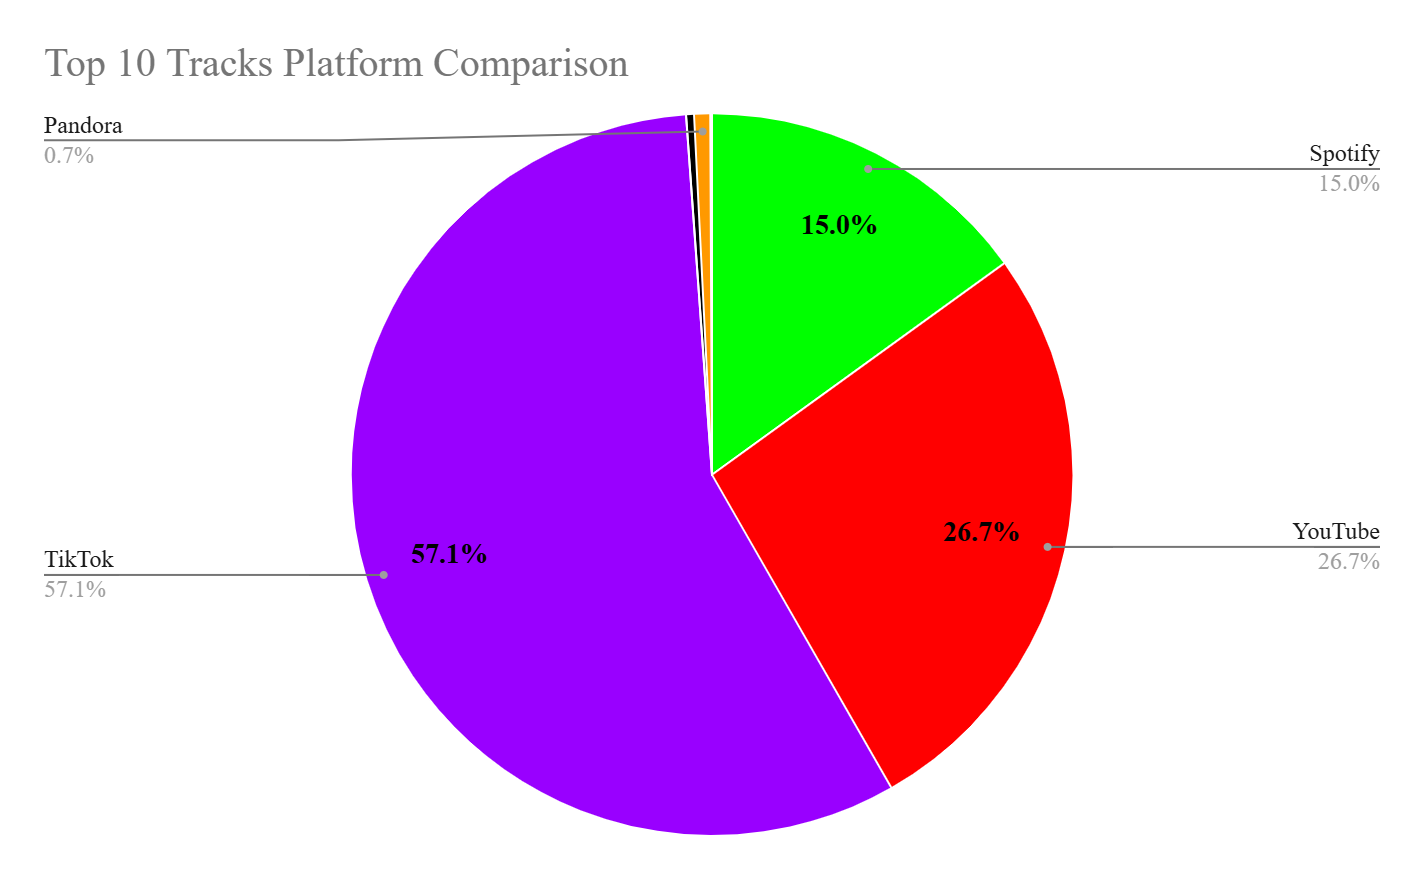 Top 10 Tracks Platform Comparison
Pandora
0.7%
Spotify
15.0%
15.0%
YouTube
26.7%
26.7%
TikTok
57.1%
57.1%